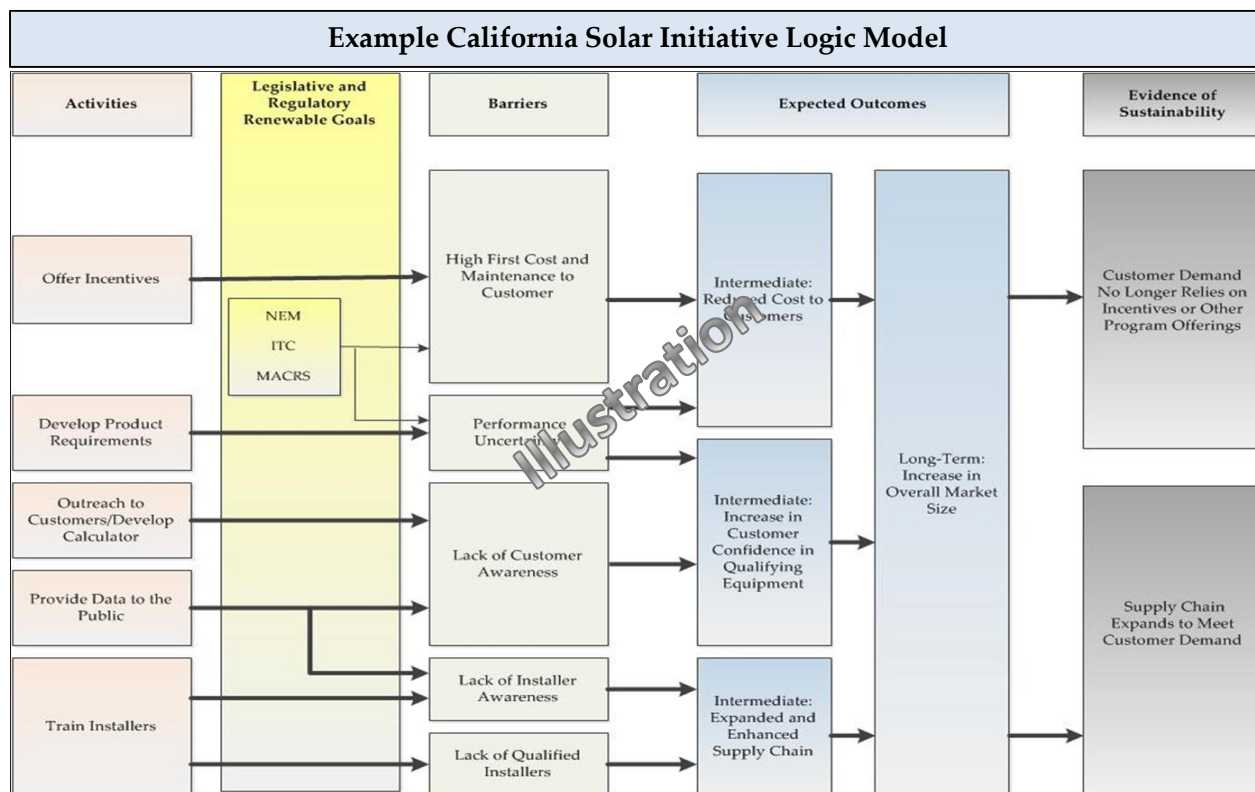 Example California Solar Initiative Logic Model
Activities
Legislative and
Regulatory
Renewable Goals
Barriers
Expected Outcomes
Evidence of
Sustainability
Offer Incentives
High First Cost and
Maintenance to
Customer
Intermediate:
Reduced Cost to
Customers
Customer Demand
No Longer Relies on
Incentives or Other
Program Offerings
NEM
ITC
MACRS
Develop Product
Requirements
Performance
Uncertainty
Illustration
Outreach to
Customers/Develop
Calculator
Lack of Customer
Awareness
Intermediate:
Increase in
Customer
Confidence in
Qualifying
Equipment
Long-Term:
Increase in
Overall Market
Size
Provide Data to the
Public
Supply Chain
Expands to Meet
Customer Demand
Train Installers
Lack of Installer
Awareness
Intermediate:
Expanded and
Enhanced
Supply Chain
Lack of Qualified
Installers